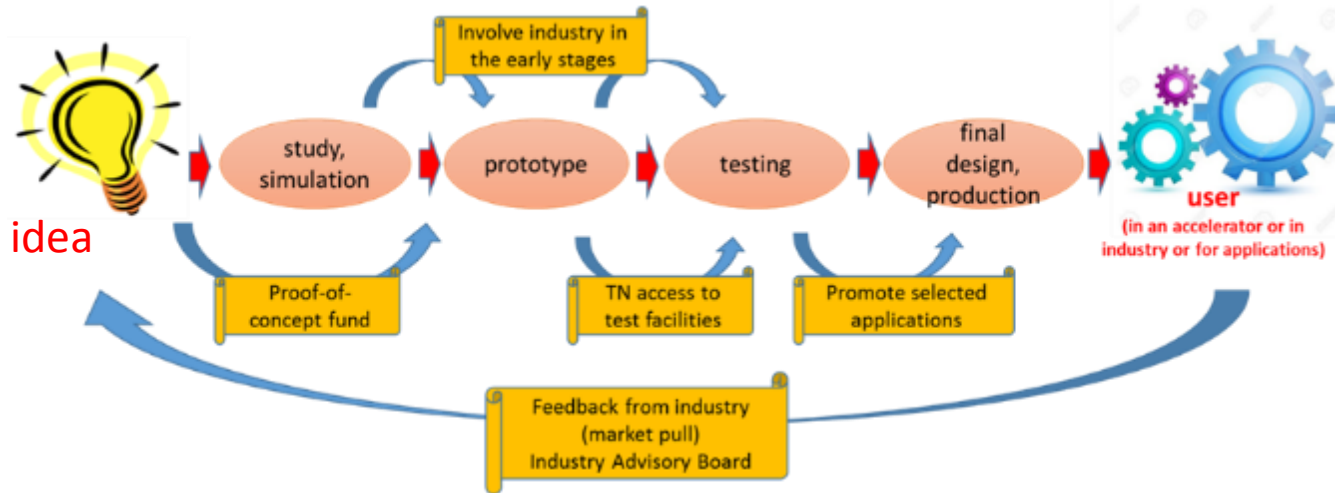 Involve industry in
the early stages
idea
study,
simulation
prototype
testing
final
design,
production
user
(in an accelerator or in
industry or for applications)
Proof-of-
concept fund
TN access to
test facilities
Promote selected
applications
Feedback from industry
(market pull)
Industry Advisory Board